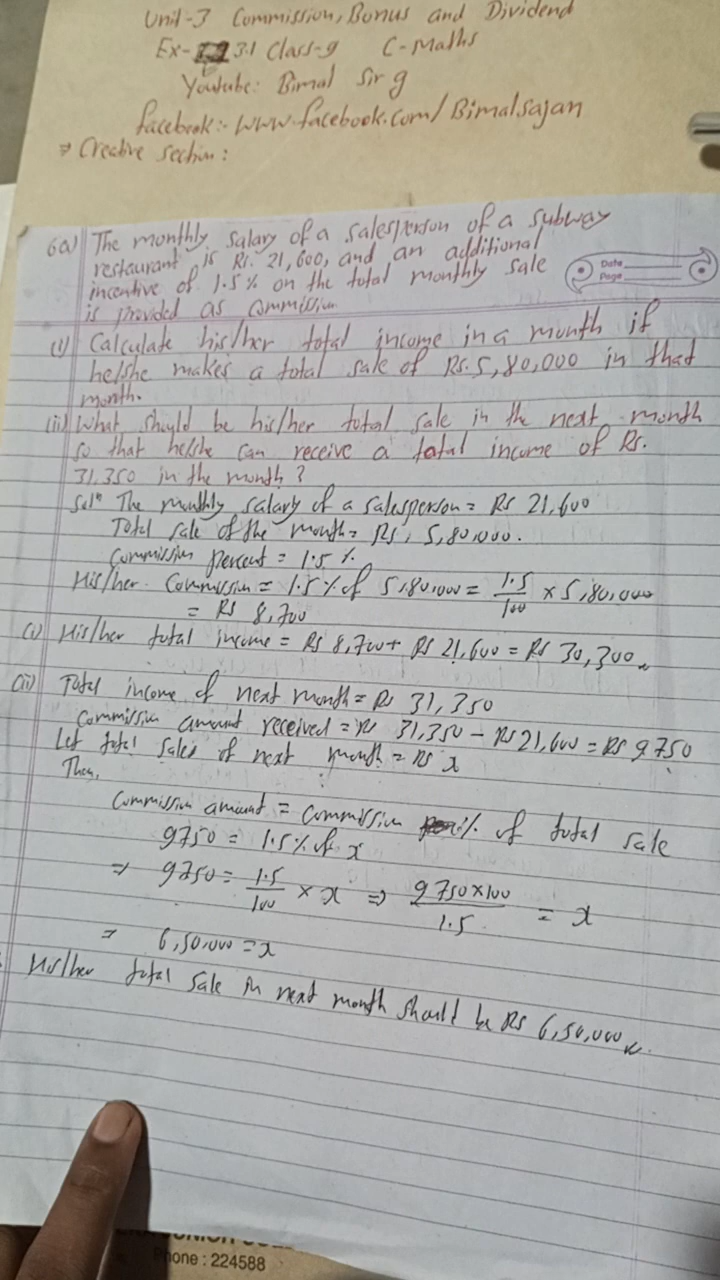 Unit-3 Commission, Bonus and Dividend
Ex- 3.1 Class-9 C-Maths
Youtube: Bimal Sir g
facebook:- www.facebook.com/Bimalsajan
⇒ Creative section:
6a) The monthly salary of a salesperson of a subway
restaurant is Rs. 21,600, and an additional
incentive of 1.5% on the total monthly sale
is provided as commission
Date
Page
(i) Calculate his/her total income in a month if
he/she makes a total sale of Rs. 5,80,000 in that
month.
(ii) What should be his/her total sale in the next month
so that he/she can receive a total income of Rs.
31,350 in the month?
Solⁿ The monthly salary of a salesperson = Rs 21,600
Total sale of the month = Rs. 5,80,000.
Commission percent = 1.5 %
His/her Commission = 1.5 % of 5,80,000 = 1.5/100 × 5,80,000
= Rs 8,700
(i) His/her total income = Rs 8,700 + Rs 21,600 = Rs 30,300
(ii) Total income of next month = Rs 31,350
Commission amount received = Rs 31,350 - Rs 21,600 = Rs 9750
Let total sales of next month = Rs x
Then,
Commission amount = Commission % of total sale
9750 = 1.5% of x
⇒ 9750 = 1.5/100 × x ⇒ 9750×100/1.5 = x
⇒ 6,50,000 = x
His/her total sale in next month should be Rs 6,50,000
Phone : 224588